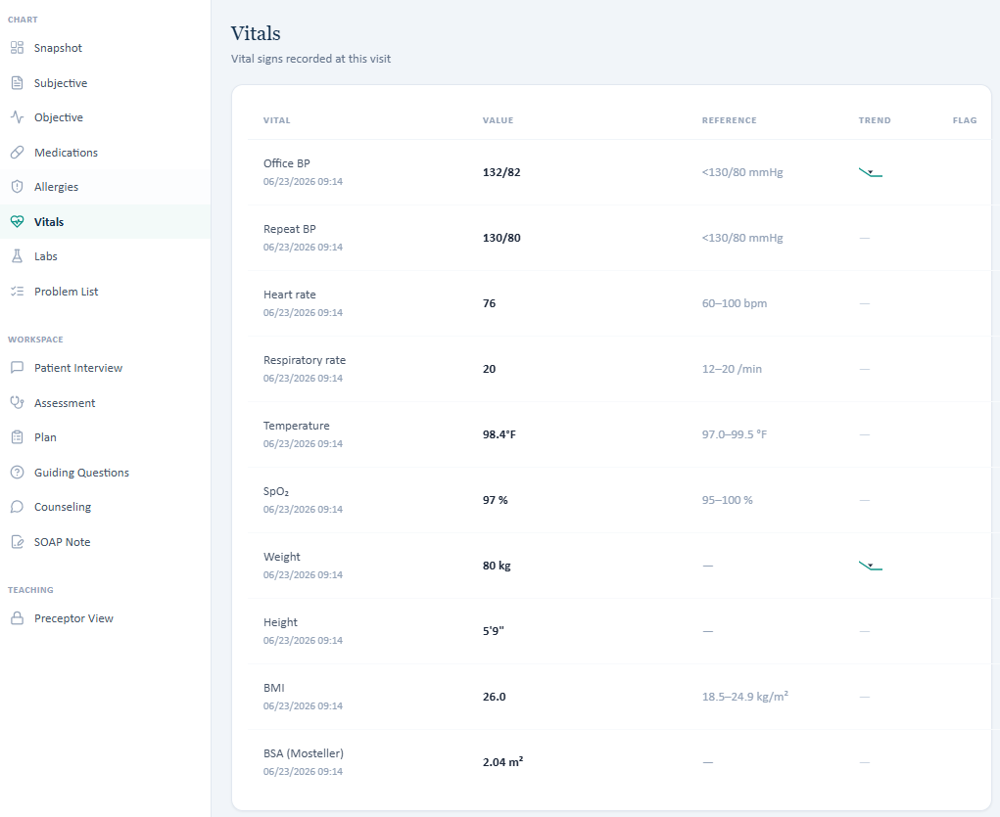 CHART
Snapshot
Subjective
Objective
Medications
Allergies
Vitals
Labs
Problem List
WORKSPACE
Patient Interview
Assessment
Plan
Guiding Questions
Counseling
SOAP Note
TEACHING
Preceptor View
Vitals
Vital signs recorded at this visit
VITAL VALUE REFERENCE TREND FLAG
Office BP
06/23/2026 09:14
132/82 <130/80 mmHg
Repeat BP
06/23/2026 09:14
130/80 <130/80 mmHg —
Heart rate
06/23/2026 09:14
76 60–100 bpm —
Respiratory rate
06/23/2026 09:14
20 12–20 /min —
Temperature
06/23/2026 09:14
98.4°F 97.0–99.5 °F —
SpO₂
06/23/2026 09:14
97 % 95–100 % —
Weight
06/23/2026 09:14
80 kg —
Height
06/23/2026 09:14
5'9" — —
BMI
06/23/2026 09:14
26.0 18.5–24.9 kg/m² —
BSA (Mosteller)
06/23/2026 09:14
2.04 m² — —